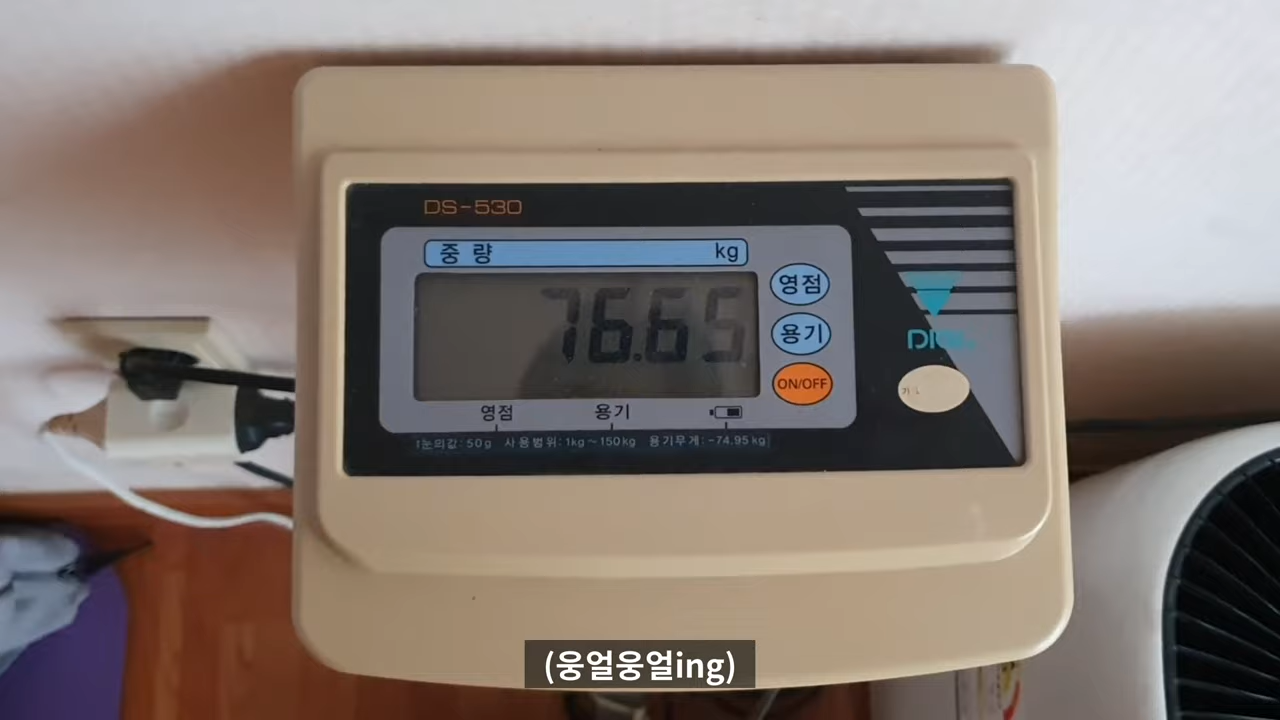 DS-530
중 량 kg
영점
76.65
용기
ON/OFF
영점 용기
눈의값: 50g 사용범위: 1kg~150kg 용기무게: -74.95kg
(웅얼웅얼ing)